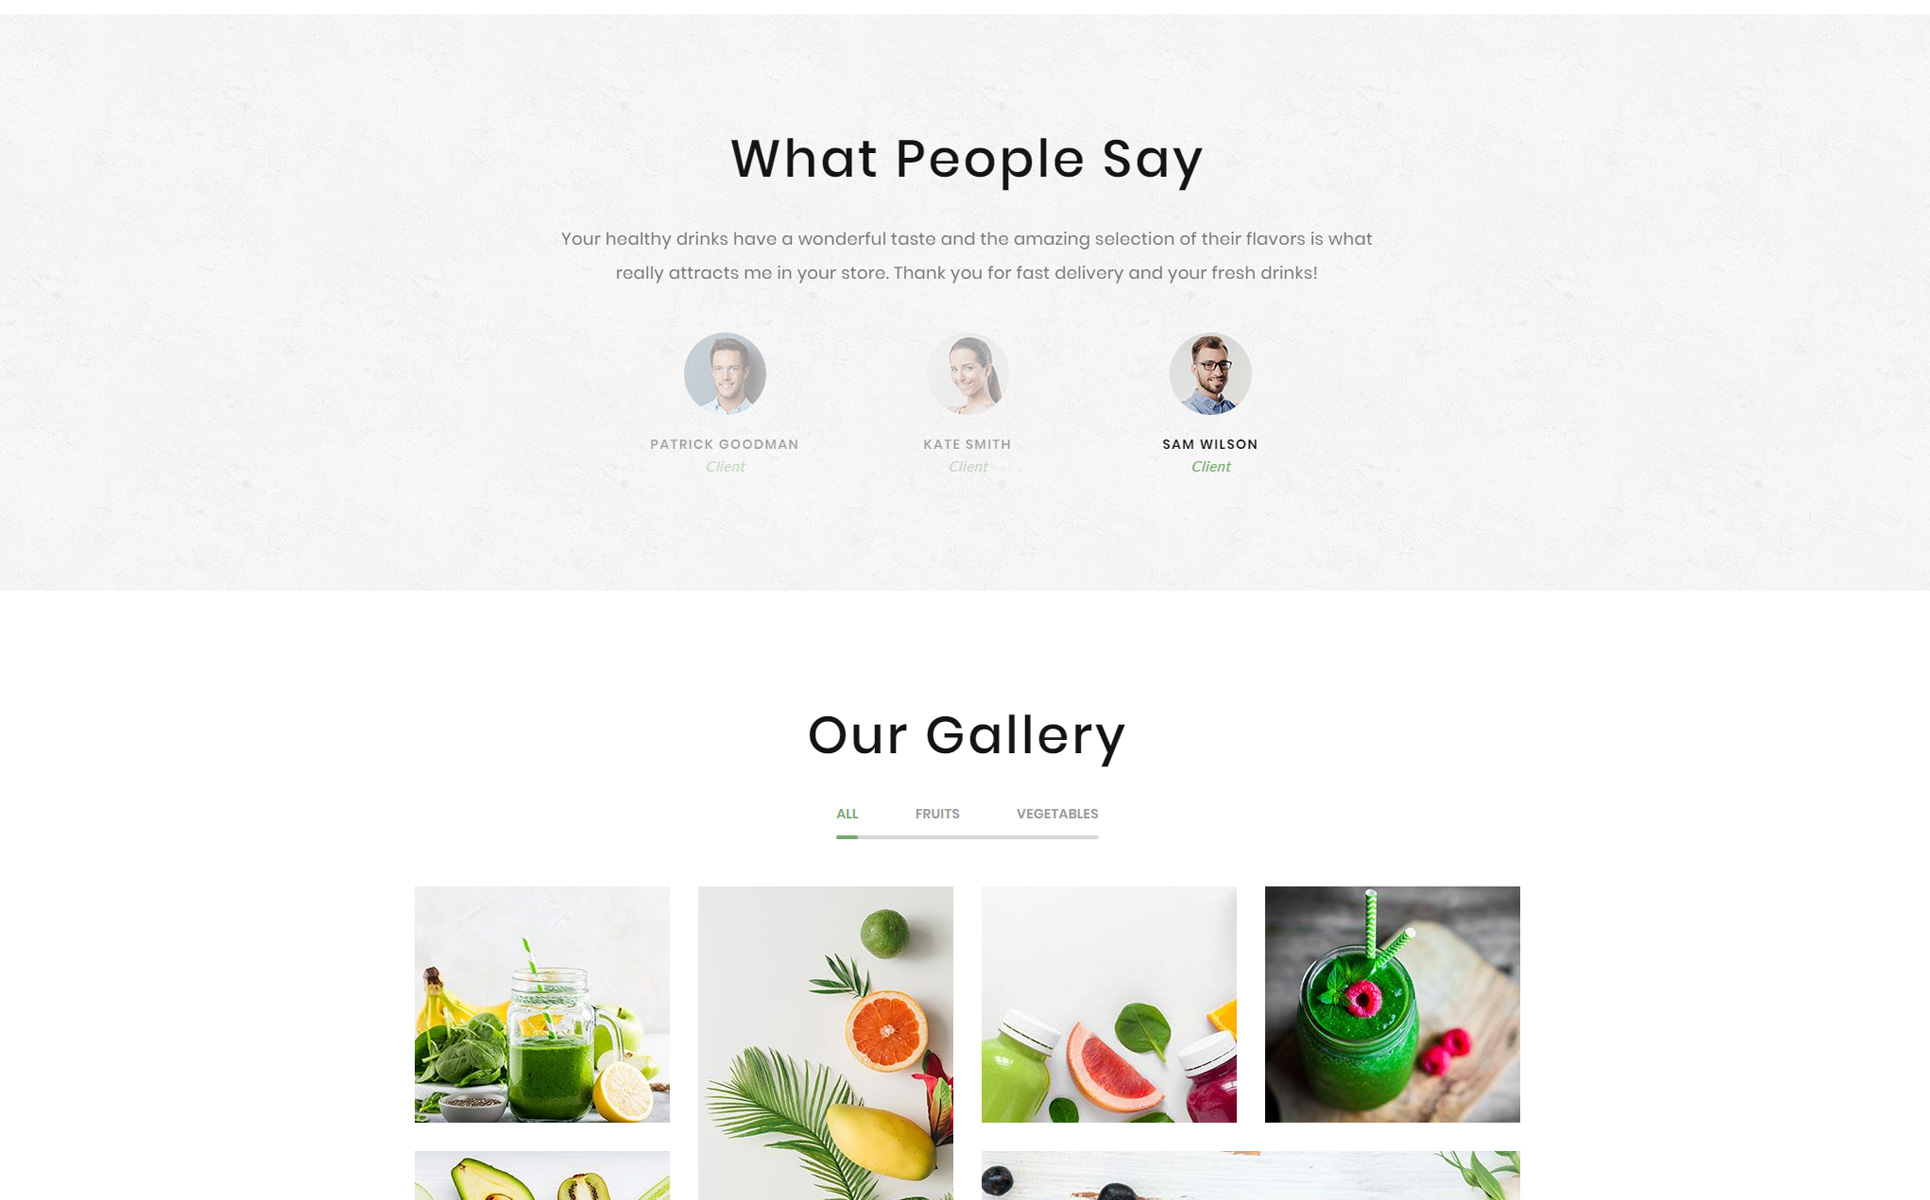 What People Say
Your healthy drinks have a wonderful taste and the amazing selection of their flavors is what
really attracts me in your store. Thank you for fast delivery and your fresh drinks!
PATRICK GOODMAN
Client
KATE SMITH
Client
SAM WILSON
Client
Our Gallery
ALL
FRUITS
VEGETABLES